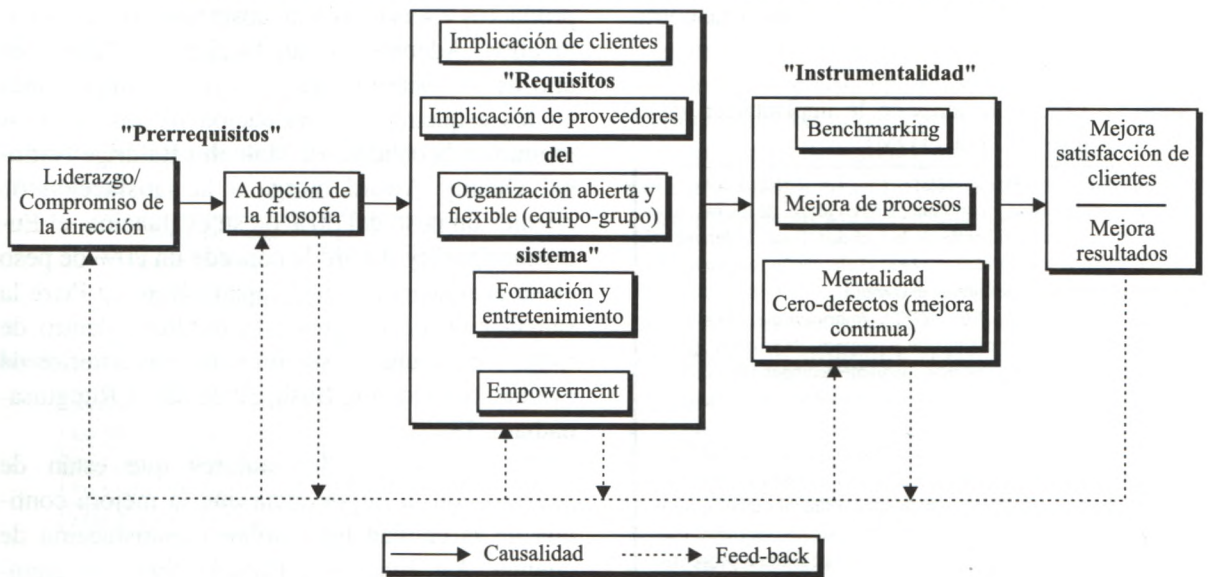 "Prerrequisitos"
Liderazgo/
Compromiso de
la dirección
Adopción de
la filosofía
Implicación de clientes
"Requisitos
Implicación de proveedores
del
Organización abierta y
flexible (equipo-grupo)
sistema"
Formación y
entretenimiento
Empowerment
"Instrumentalidad"
Benchmarking
Mejora de procesos
Mentalidad
Cero-defectos (mejora
continua)
Mejora
satisfacción de
clientes
Mejora
resultados
Causalidad
Feed-back